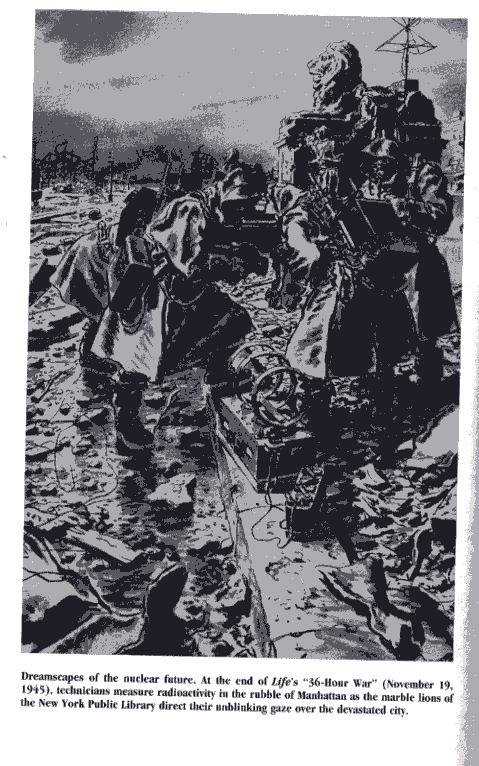 Dreamscapes of the nuclear future. At the end of Life's "36-Hour War" (November 19,
1945), technicians measure radioactivity in the rubble of Manhattan as the marble lions of
the New York Public Library direct their unblinking gaze over the devastated city.